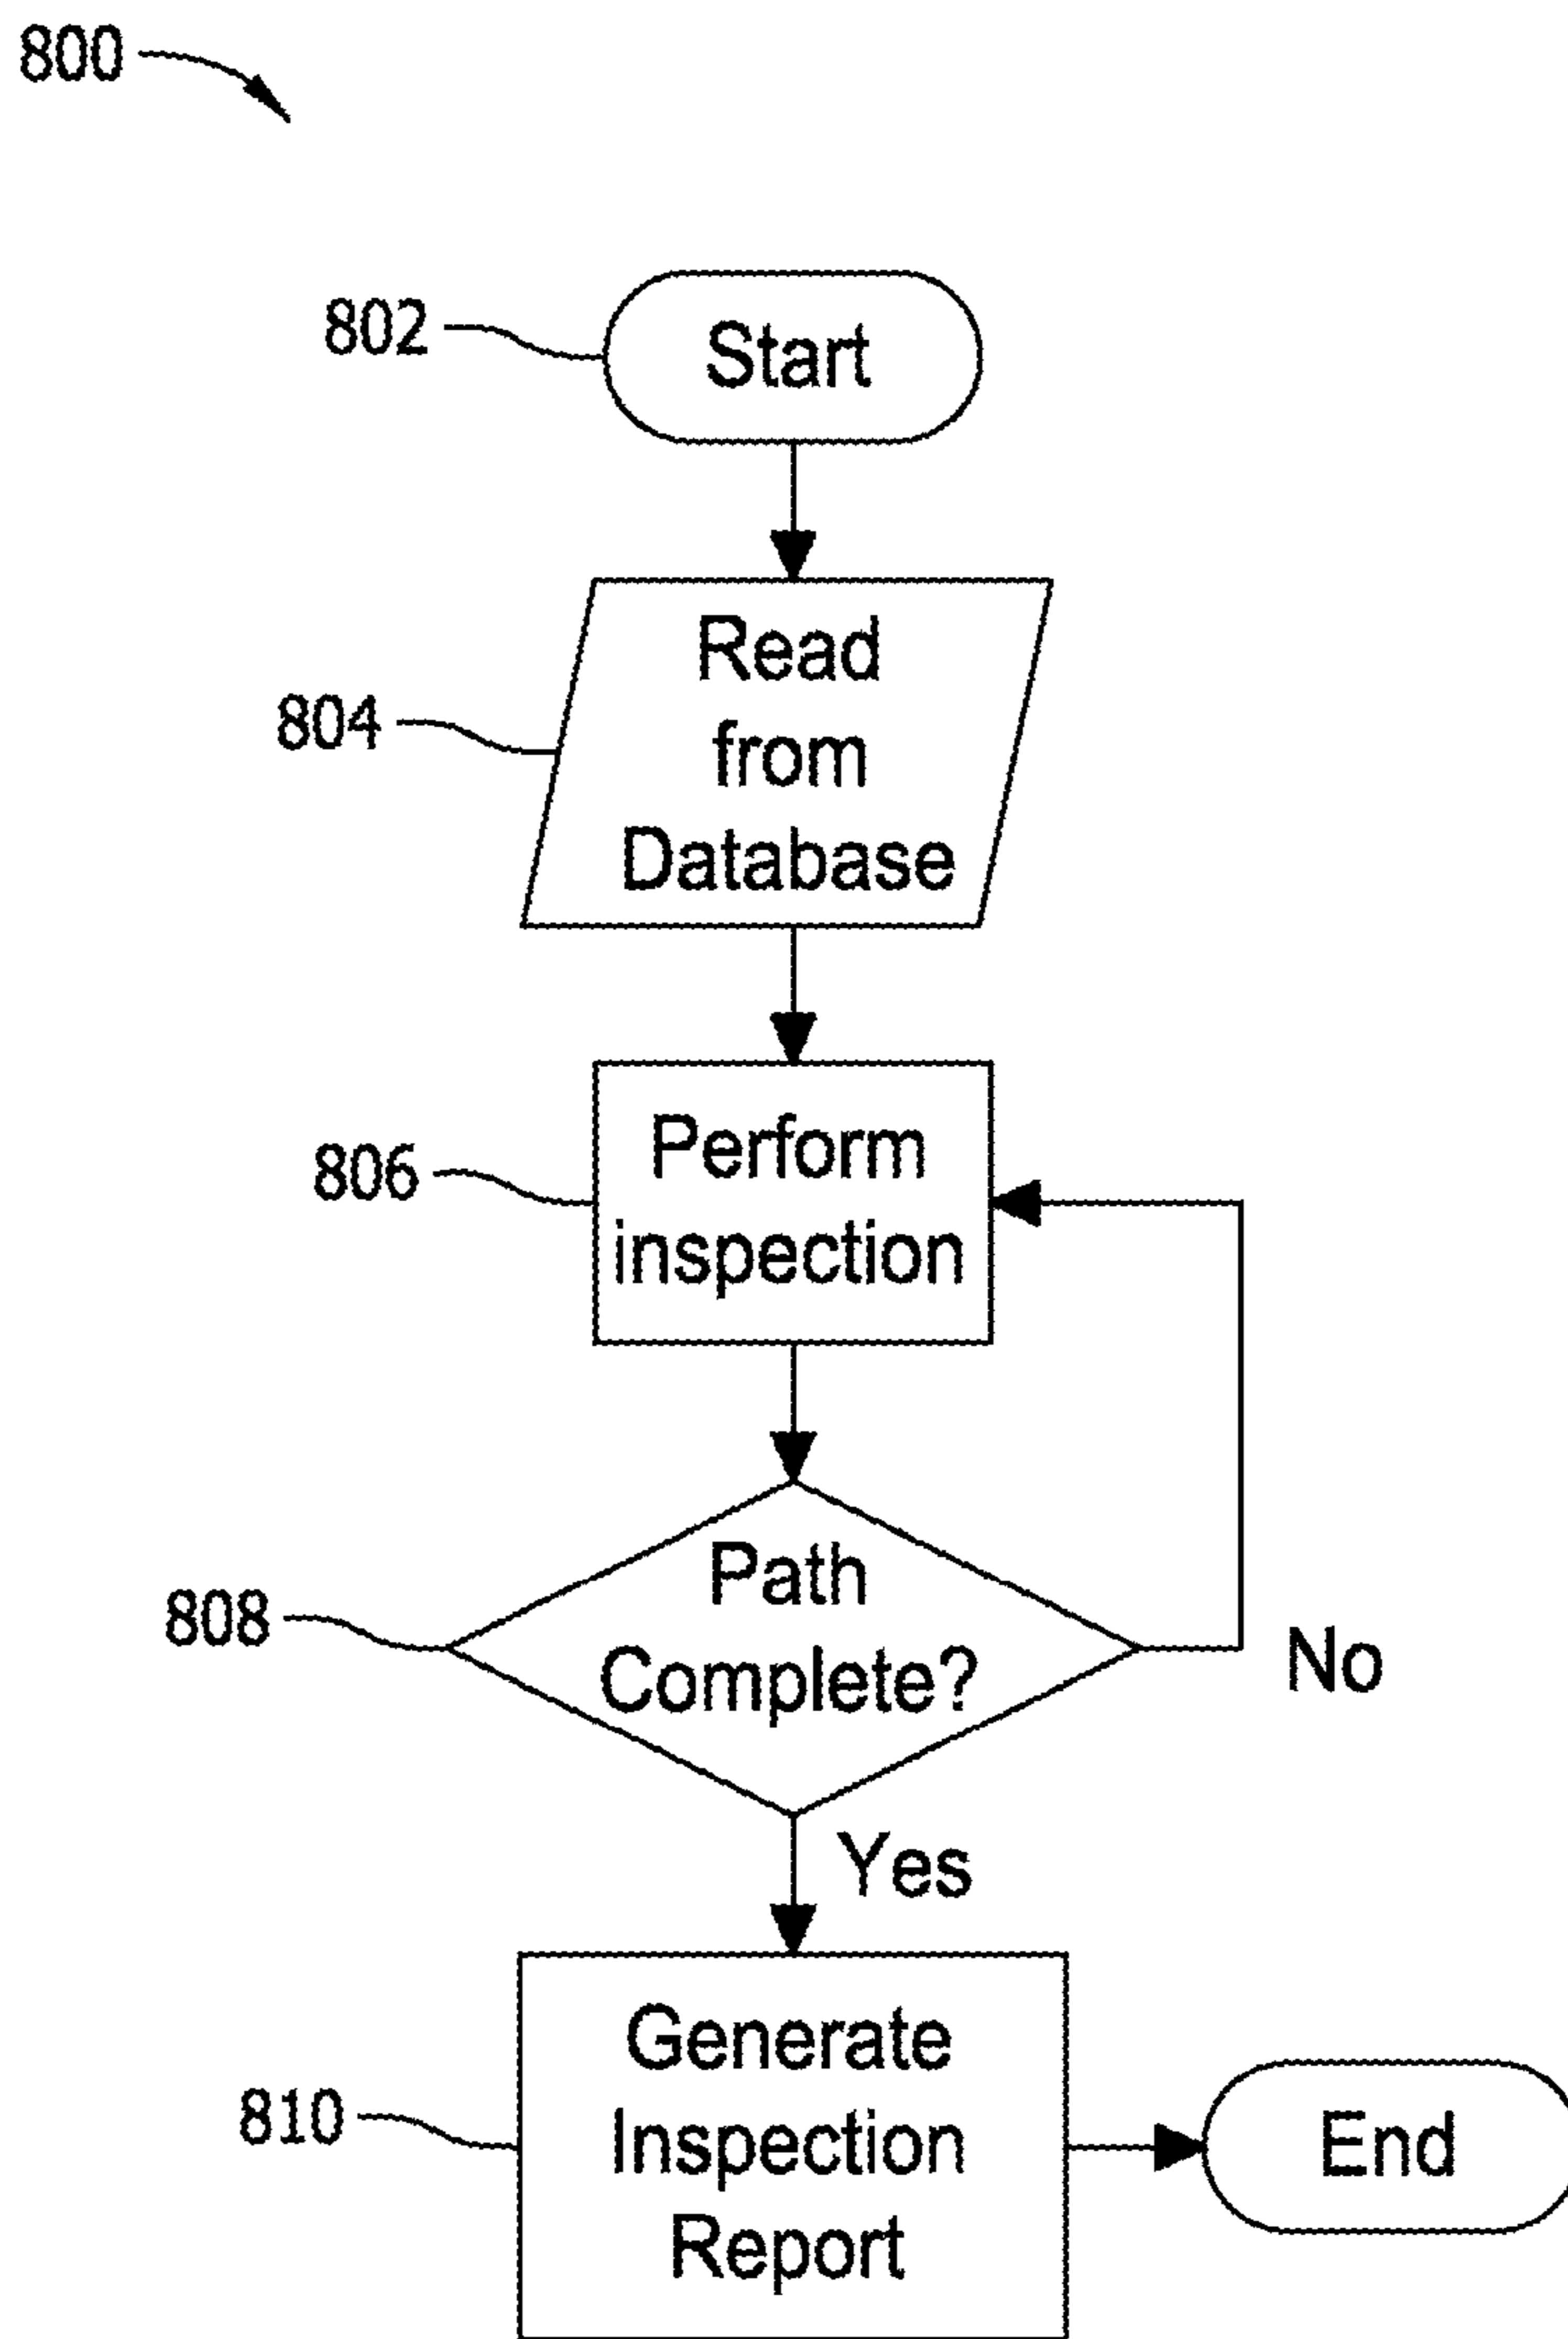 800
802
Start
804
Read
from
Database
806
Perform
inspection
808
Path
Complete?
No
Yes
810
Generate
Inspection
Report
End